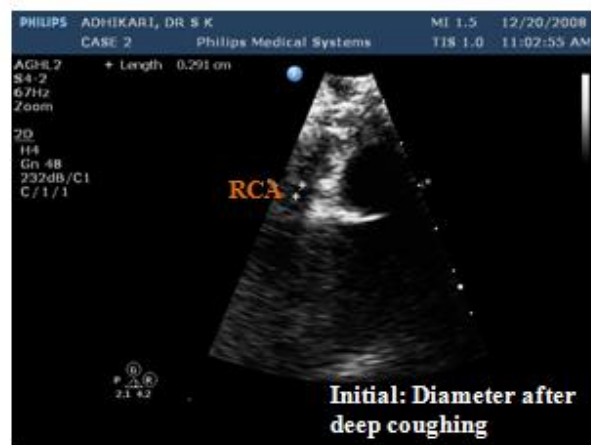 PHILIPS ADHIKARI, DR S K MI 1.5 12/20/2008
CASE 2 Philips Medical Systems TIS 1.0 11:02:55 AM
AGHL2 + Length 0.291 cm
S4-2
67Hz
Zoom
2D
H4
Gn 48
232dB/C1
C/1/1
RCA
G
P R
2.1 4.2
Initial: Diameter after
deep coughing